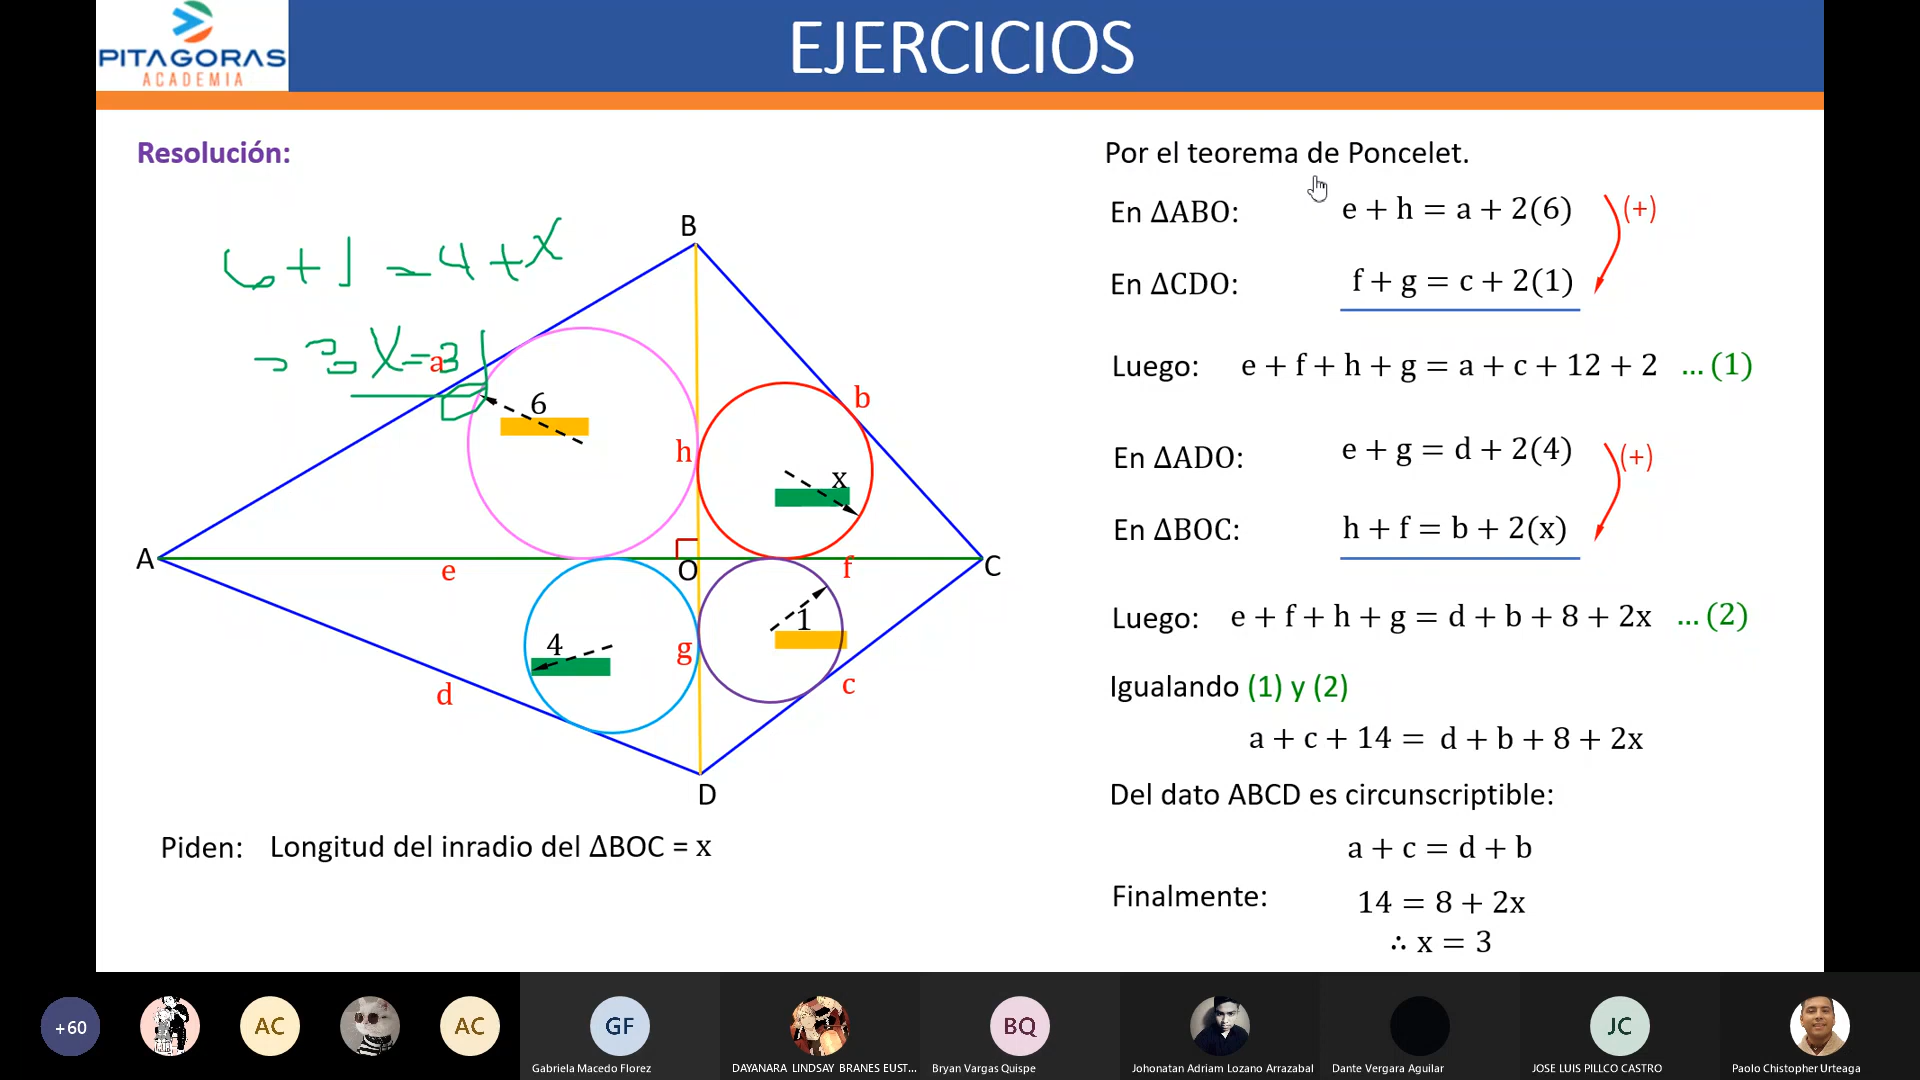 PITAGORAS
ACADEMIA
EJERCICIOS
Resolución:
6 + 1 = 4 + x
x = 3
B
a
6
b
h
x
A
e
O
f
C
4
g
1
d
c
D
Piden: Longitud del inradio del ΔBOC = x
Por el teorema de Poncelet.
En ΔABO: e + h = a + 2(6) (+)
En ΔCDO: f + g = c + 2(1)
Luego: e + f + h + g = a + c + 12 + 2 ... (1)
En ΔADO: e + g = d + 2(4) (+)
En ΔBOC: h + f = b + 2(x)
Luego: e + f + h + g = d + b + 8 + 2x ... (2)
Igualando (1) y (2)
a + c + 14 = d + b + 8 + 2x
Del dato ABCD es circunscriptible:
a + c = d + b
Finalmente: 14 = 8 + 2x
∴ x = 3
+60
AC
AC
GF
BQ
JC
Gabriela Macedo Florez
DAYANARA LINDSAY BRANES EUST...
Bryan Vargas Quispe
Johonatan Adriam Lozano Arrazabal
Dante Vergara Aguilar
JOSE LUIS PILLCO CASTRO
Paolo Chistopher Urteaga